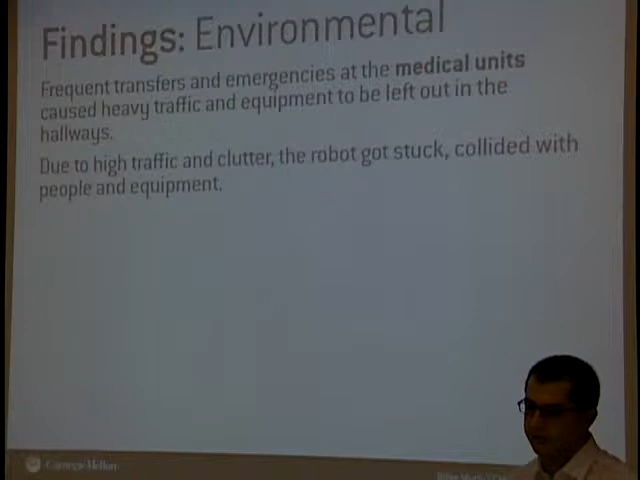 Findings: Environmental
Frequent transfers and emergencies at the medical units
caused heavy traffic and equipment to be left out in the
hallways.
Due to high traffic and clutter, the robot got stuck, collided with
people and equipment.
Carnegie Mellon